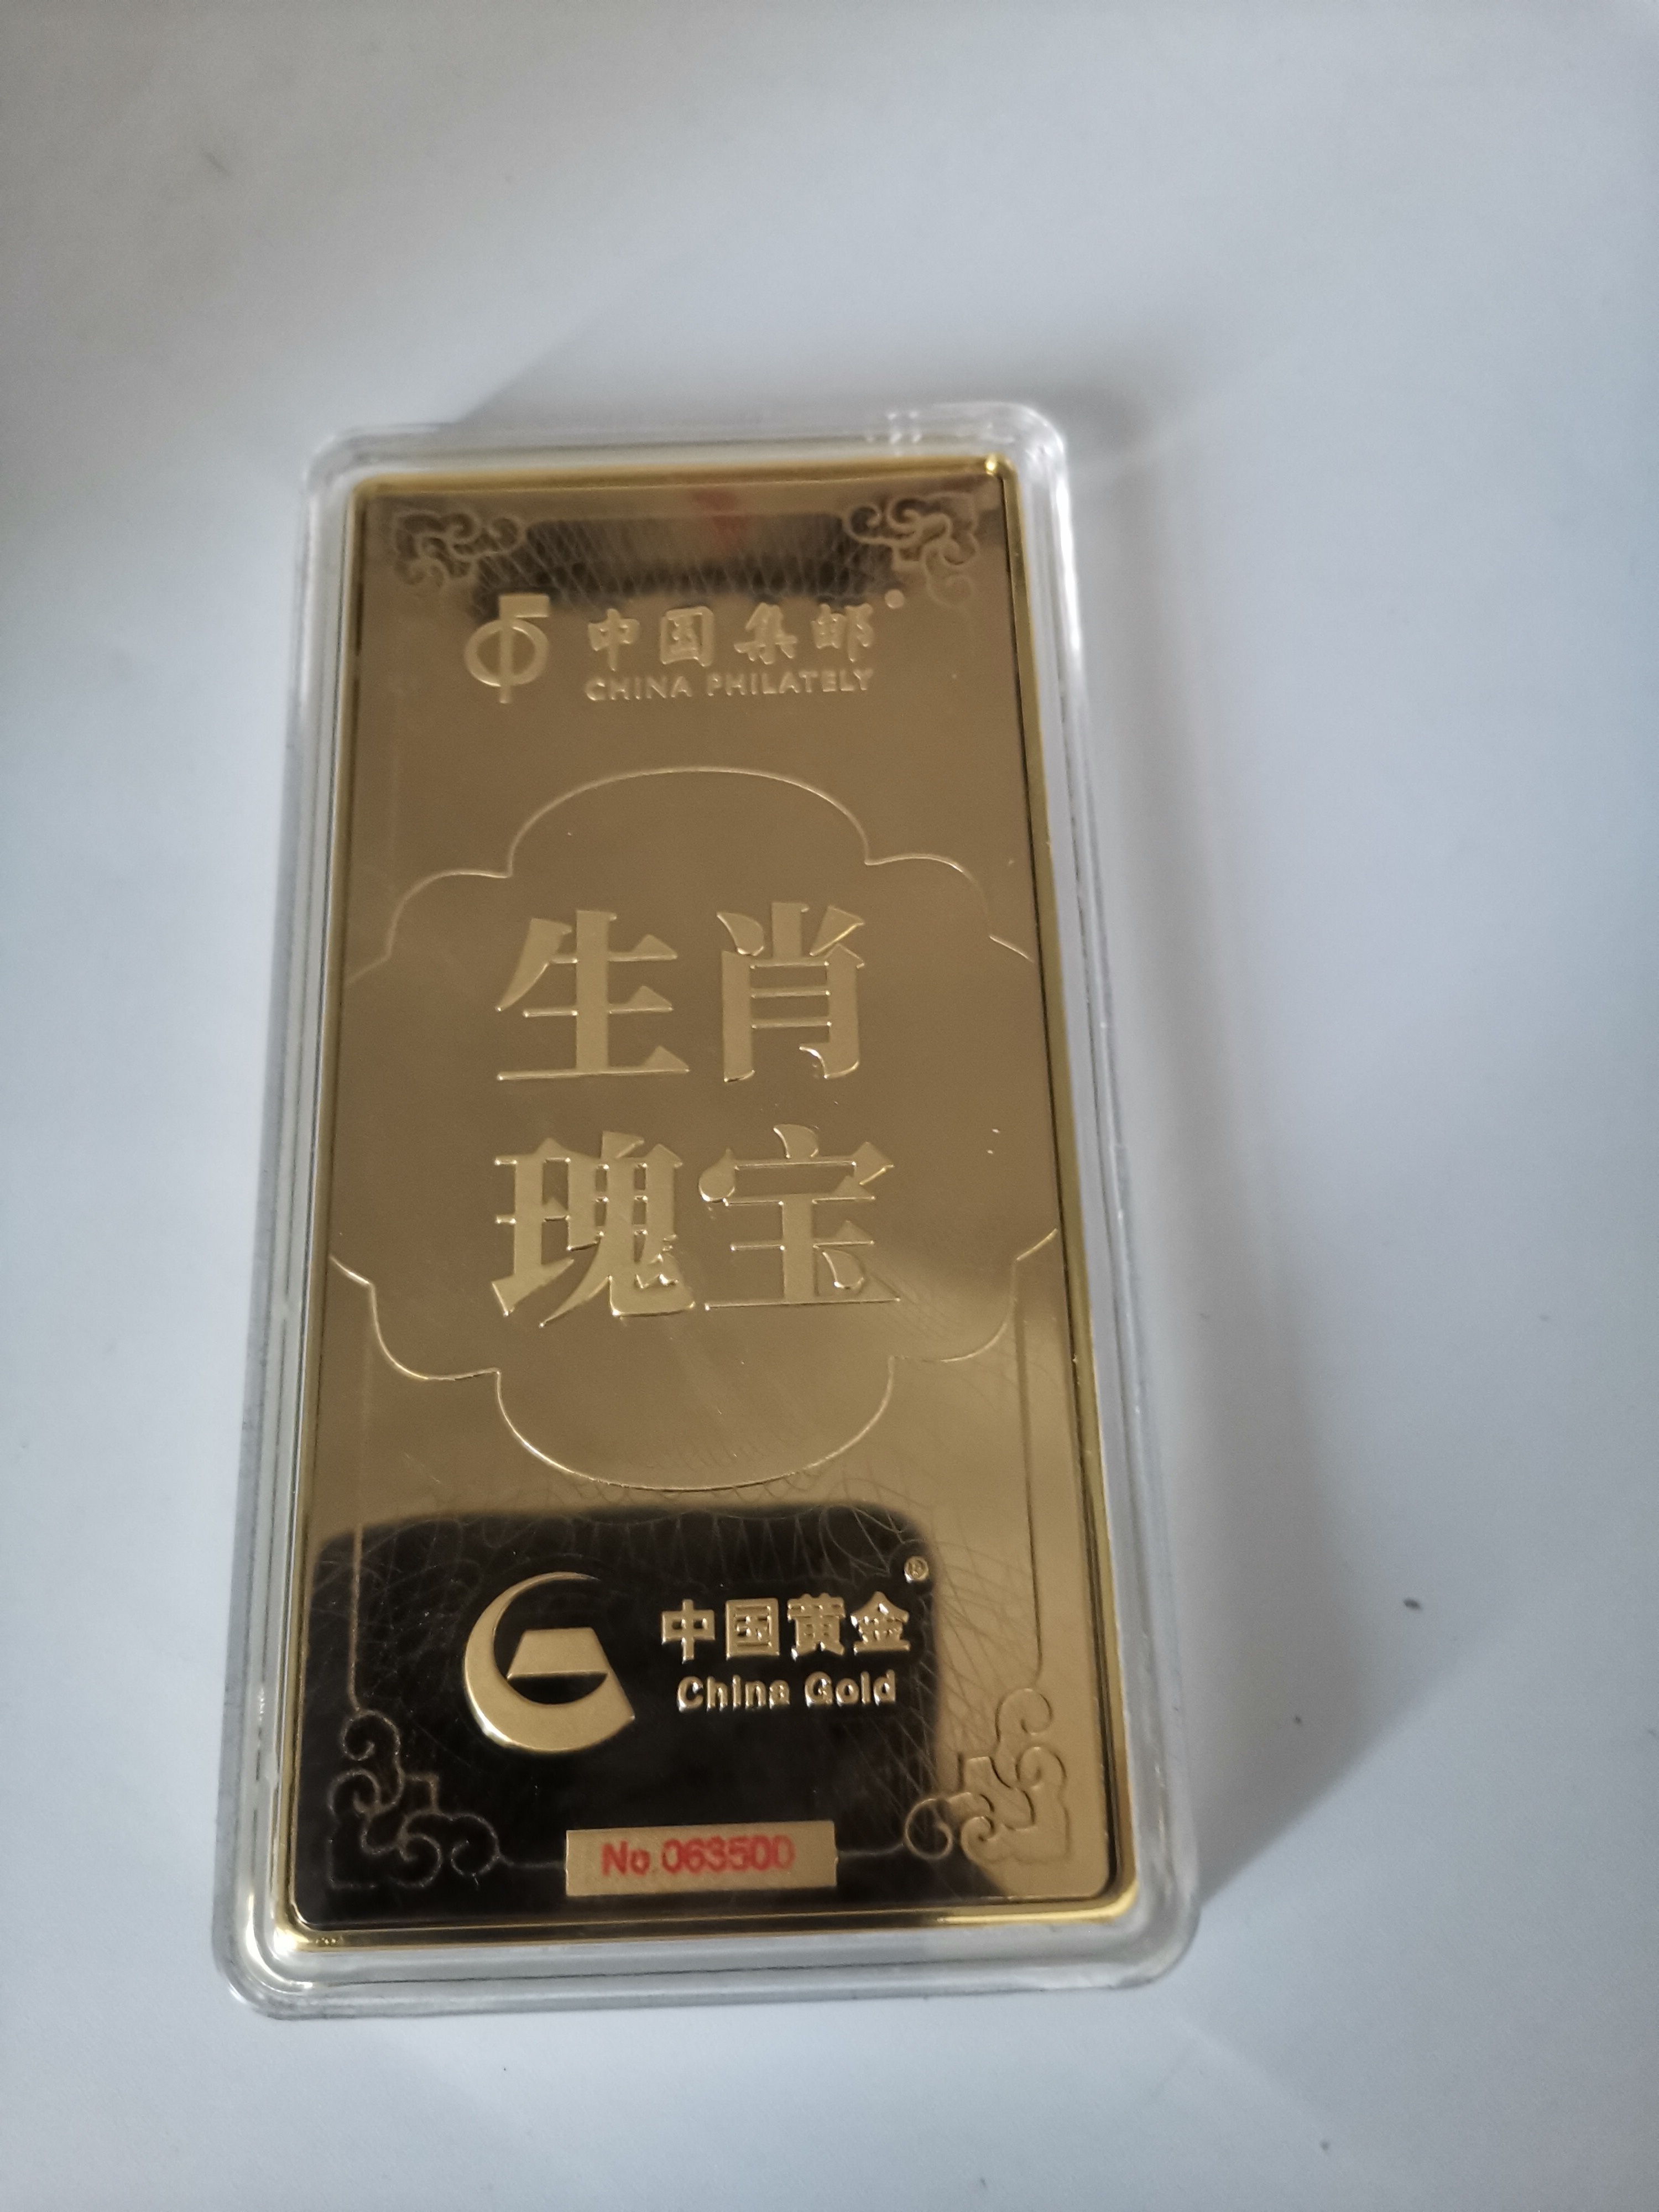 中国集邮
CHINA PHILATELY
生肖
瑰宝
中国黄金®
China Gold
No.063500